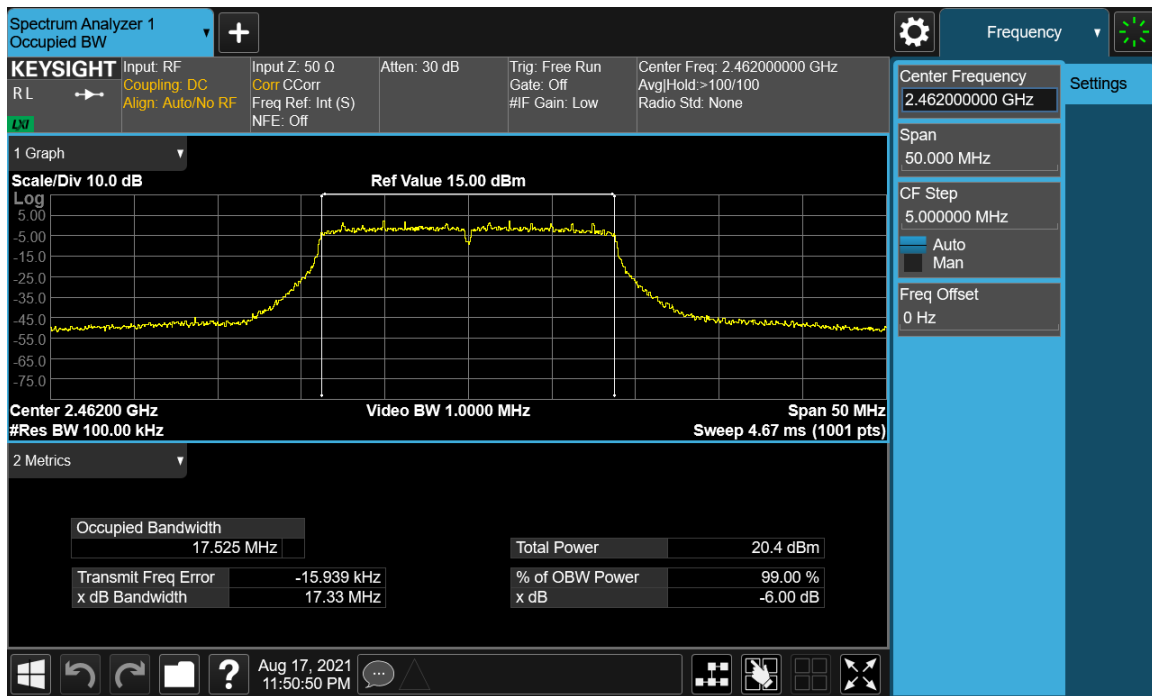 Spectrum Analyzer 1
Occupied BW
+
Frequency
KEYSIGHT
RL
LXI
Input: RF
Coupling: DC
Align: Auto/No RF
Input Z: 50 Ω
Corr CCorr
Freq Ref: Int (S)
NFE: Off
Atten: 30 dB
Trig: Free Run
Gate: Off
#IF Gain: Low
Center Freq: 2.462000000 GHz
Avg|Hold:>100/100
Radio Std: None
Center Frequency
2.462000000 GHz
Settings
Span
50.000 MHz
CF Step
5.000000 MHz
Auto
Man
Freq Offset
0 Hz
1 Graph
Scale/Div 10.0 dB
Ref Value 15.00 dBm
Log
5.00
-5.00
-15.0
-25.0
-35.0
-45.0
-55.0
-65.0
-75.0
Center 2.46200 GHz
Video BW 1.0000 MHz
Span 50 MHz
#Res BW 100.00 kHz
Sweep 4.67 ms (1001 pts)
2 Metrics
Occupied Bandwidth
17.525 MHz
Total Power 20.4 dBm
Transmit Freq Error -15.939 kHz
% of OBW Power 99.00 %
x dB Bandwidth 17.33 MHz
x dB -6.00 dB
?
Aug 17, 2021
11:50:50 PM